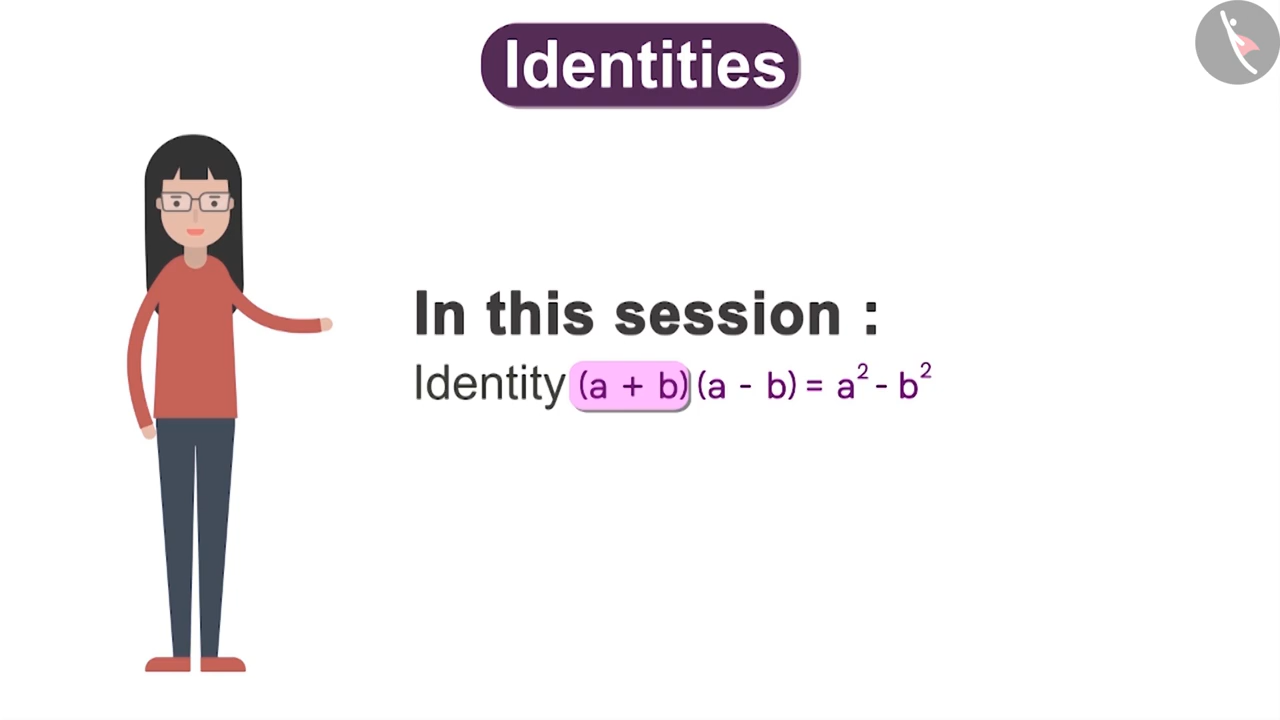 Identities
In this session :
Identity (a + b) (a - b) = a² - b²